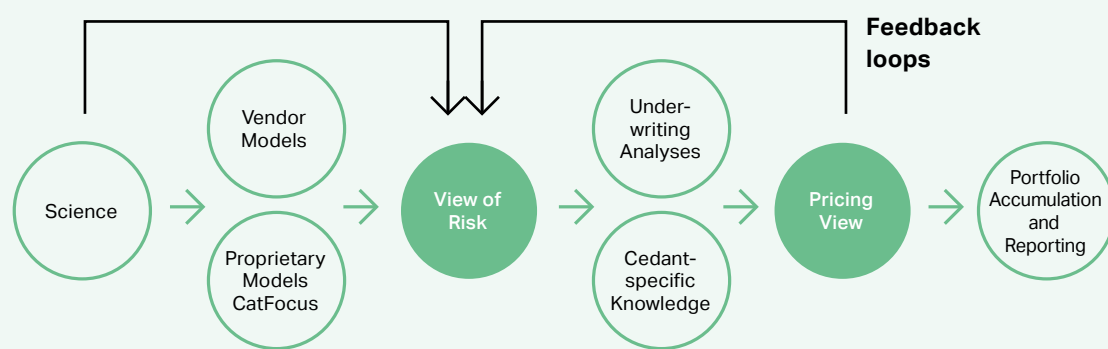 Feedback
loops
Science
Vendor
Models
Proprietary
Models
CatFocus
View of
Risk
Under-
writing
Analyses
Cedant-
specific
Knowledge
Pricing
View
Portfolio
Accumulation
and
Reporting